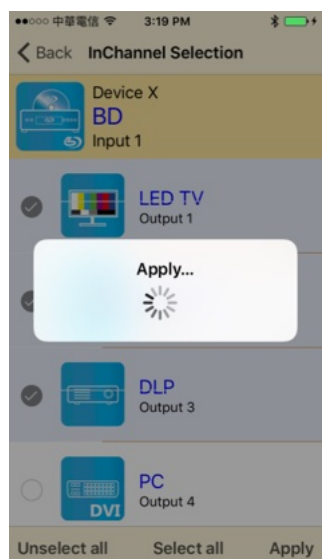 中華電信 3:19 PM
Back InChannel Selection
Device X
BD
Input 1
LED TV
Output 1
Apply...
DLP
Output 3
PC
Output 4
DVI
Unselect all Select all Apply